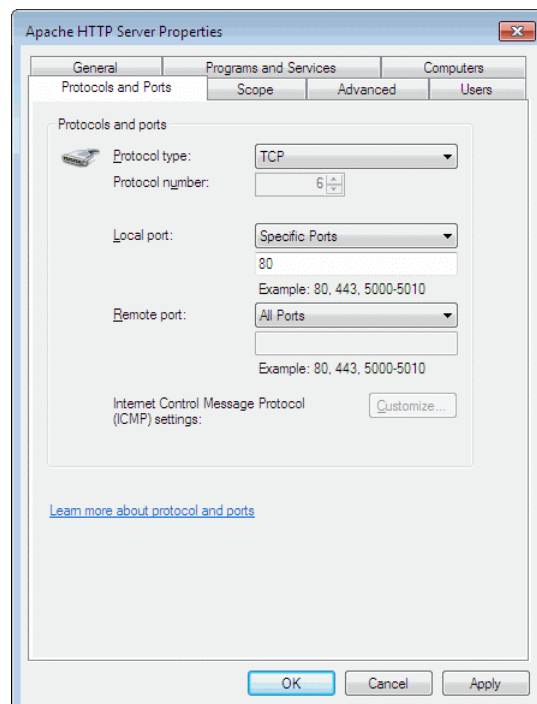 Apache HTTP Server Properties
General
Programs and Services
Computers
Protocols and Ports
Scope
Advanced
Users
Protocols and ports
Protocol type:
TCP
Protocol number:
6
Local port:
Specific Ports
80
Example: 80, 443, 5000-5010
Remote port:
All Ports
Example: 80, 443, 5000-5010
Internet Control Message Protocol
(ICMP) settings:
Customize...
Learn more about protocol and ports
OK
Cancel
Apply